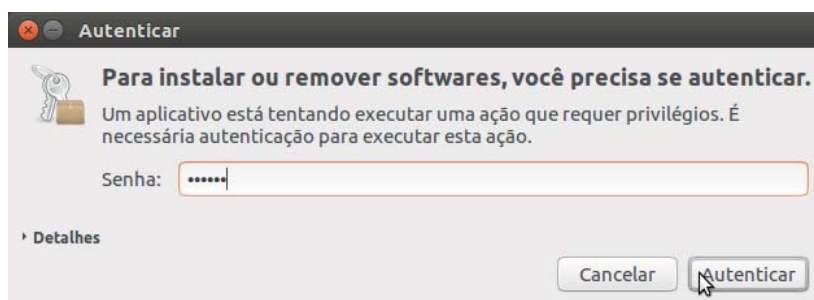 Autenticar
Para instalar ou remover softwares, você precisa se autenticar.
Um aplicativo está tentando executar uma ação que requer privilégios. É
necessária autenticação para executar esta ação.
Senha: ••••••
Detalhes
Cancelar Autenticar